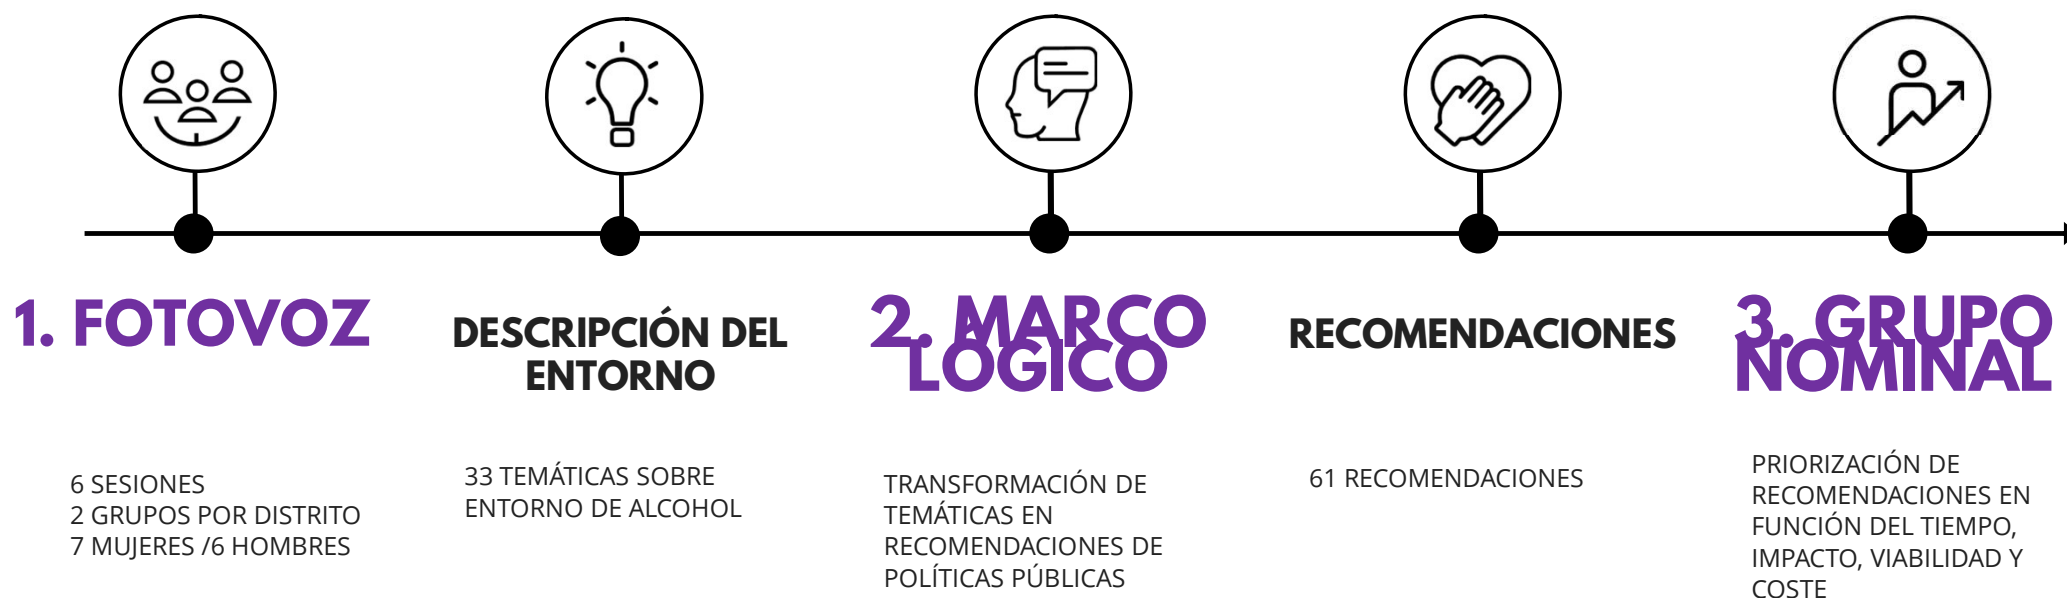 1. FOTOVOZ
6 SESIONES
2 GRUPOS POR DISTRITO
7 MUJERES /6 HOMBRES
DESCRIPCIÓN DEL
ENTORNO
33 TEMÁTICAS SOBRE
ENTORNO DE ALCOHOL
2. MARCO
LÓGICO
TRANSFORMACIÓN DE
TEMÁTICAS EN
RECOMENDACIONES DE
POLÍTICAS PÚBLICAS
RECOMENDACIONES
61 RECOMENDACIONES
3. GRUPO
NOMINAL
PRIORIZACIÓN DE
RECOMENDACIONES EN
FUNCIÓN DEL TIEMPO,
IMPACTO, VIABILIDAD Y
COSTE